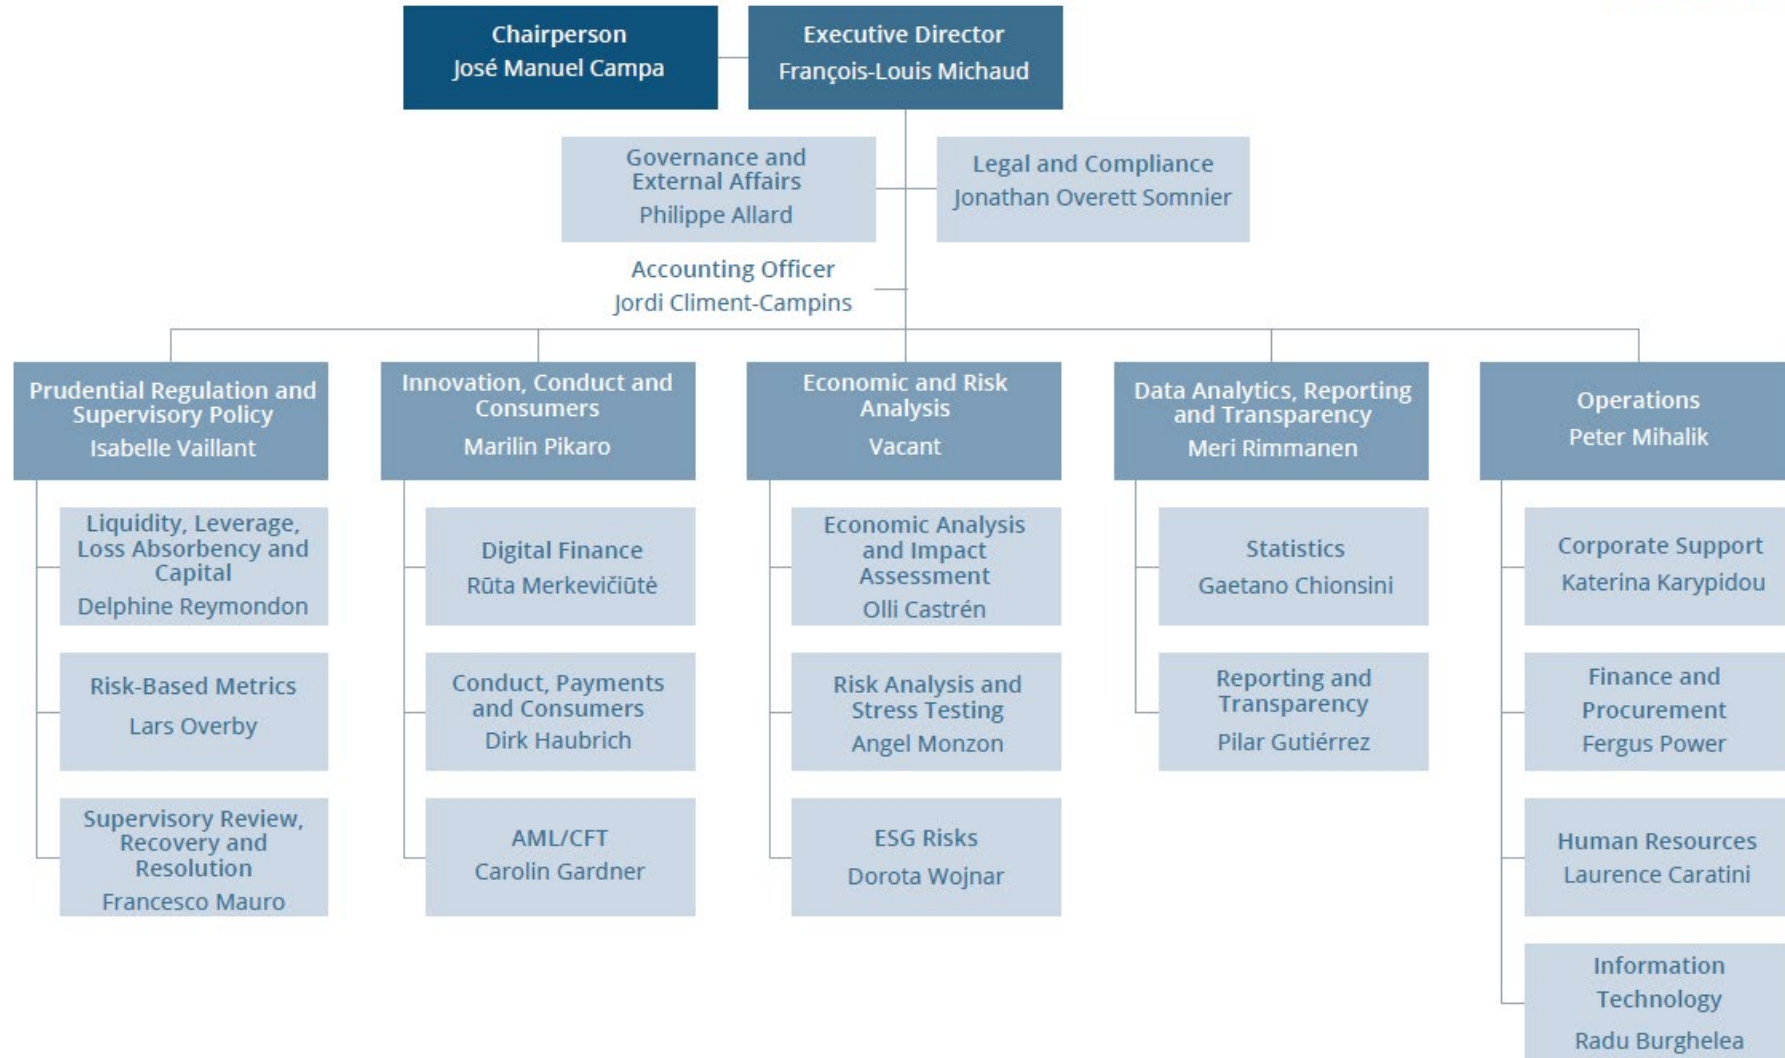 Chairperson
José Manuel Campa
Executive Director
François-Louis Michaud
Governance and
External Affairs
Philippe Allard
Legal and Compliance
Jonathan Overett Somnier
Accounting Officer
Jordi Climent-Campins
Prudential Regulation and
Supervisory Policy
Isabelle Vaillant
Innovation, Conduct and
Consumers
Marilin Pikaro
Economic and Risk
Analysis
Vacant
Data Analytics, Reporting
and Transparency
Meri Rimmanen
Operations
Peter Mihalik
Liquidity, Leverage,
Loss Absorbency and
Capital
Delphine Reymondon
Digital Finance
Rūta Merkevičiūtė
Economic Analysis
and Impact
Assessment
Olli Castrén
Statistics
Gaetano Chionsini
Corporate Support
Katerina Karypidou
Risk-Based Metrics
Lars Overby
Conduct, Payments
and Consumers
Dirk Haubrich
Risk Analysis and
Stress Testing
Angel Monzon
Reporting and
Transparency
Pilar Gutiérrez
Finance and
Procurement
Fergus Power
Supervisory Review,
Recovery and
Resolution
Francesco Mauro
AML/CFT
Carolin Gardner
ESG Risks
Dorota Wojnar
Human Resources
Laurence Caratini
Information
Technology
Radu Burghelea